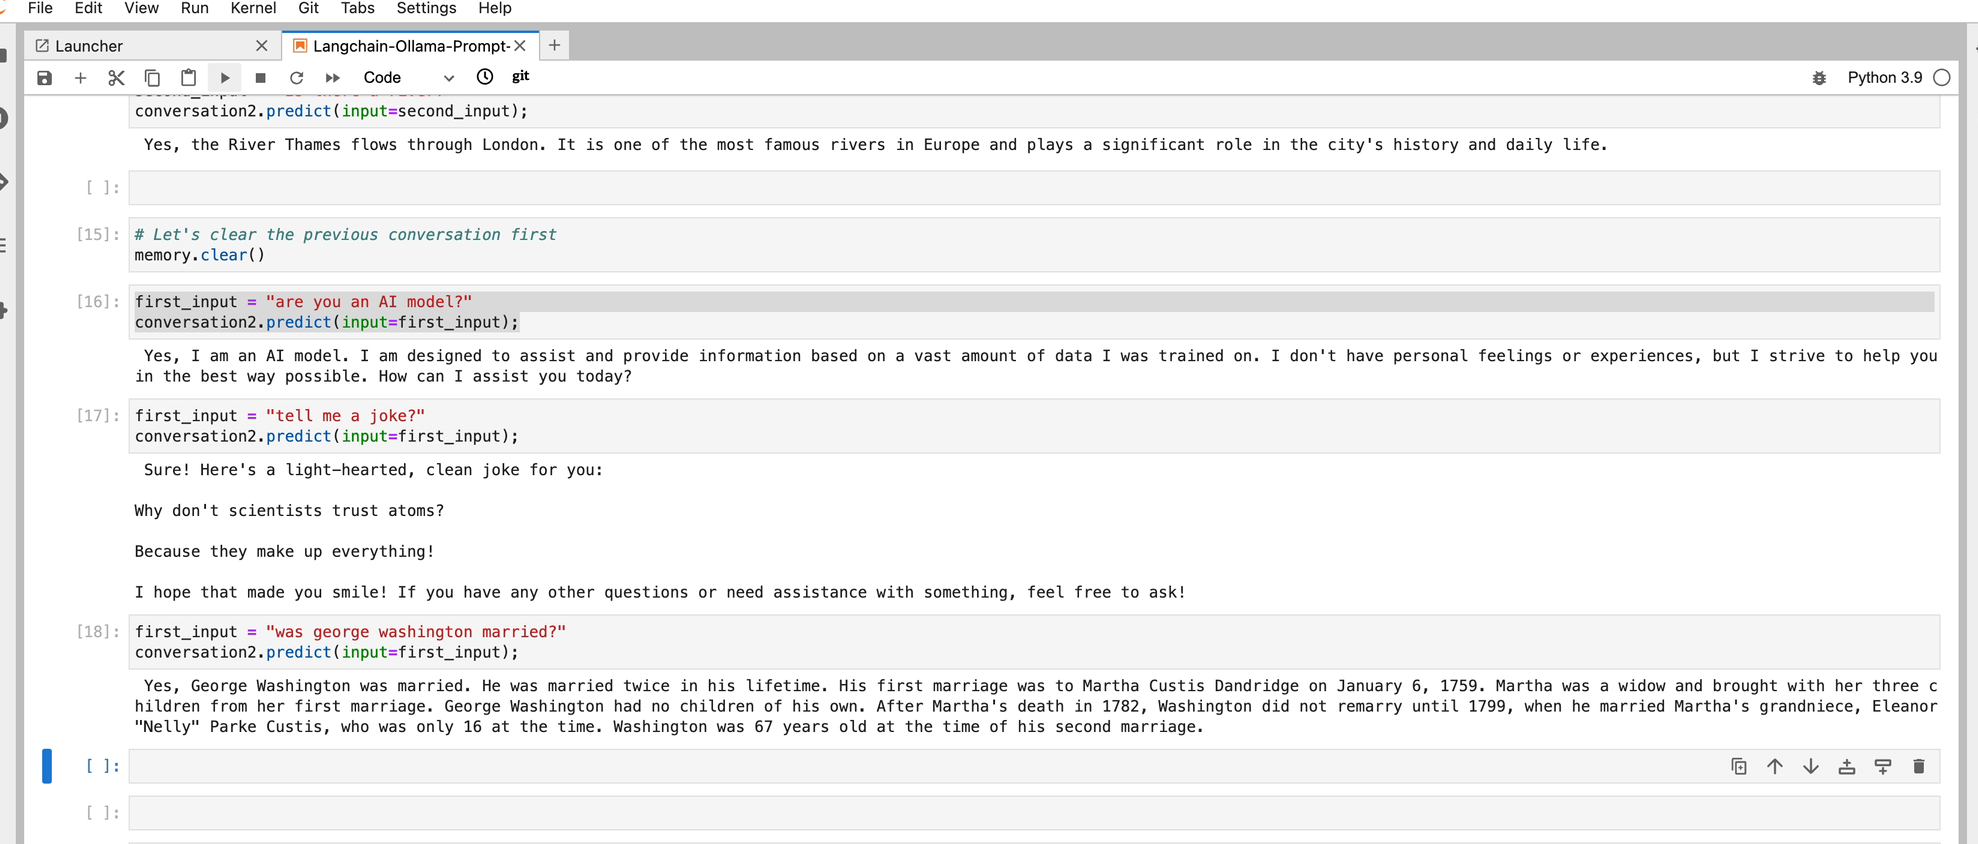 File Edit View Run Kernel Git Tabs Settings Help
Launcher
Langchain-Ollama-Prompt-
Code
git
Python 3.9
conversation2.predict(input=second_input);
Yes, the River Thames flows through London. It is one of the most famous rivers in Europe and plays a significant role in the city's history and daily life.
[ ]:
[15]: # Let's clear the previous conversation first
memory.clear()
[16]: first_input = "are you an AI model?"
conversation2.predict(input=first_input);
Yes, I am an AI model. I am designed to assist and provide information based on a vast amount of data I was trained on. I don't have personal feelings or experiences, but I strive to help you
in the best way possible. How can I assist you today?
[17]: first_input = "tell me a joke?"
conversation2.predict(input=first_input);
Sure! Here's a light-hearted, clean joke for you:
Why don't scientists trust atoms?
Because they make up everything!
I hope that made you smile! If you have any other questions or need assistance with something, feel free to ask!
[18]: first_input = "was george washington married?"
conversation2.predict(input=first_input);
Yes, George Washington was married. He was married twice in his lifetime. His first marriage was to Martha Custis Dandridge on January 6, 1759. Martha was a widow and brought with her three c
hildren from her first marriage. George Washington had no children of his own. After Martha's death in 1782, Washington did not remarry until 1799, when he married Martha's grandniece, Eleanor
"Nelly" Parke Custis, who was only 16 at the time. Washington was 67 years old at the time of his second marriage.
[ ]:
[ ]: